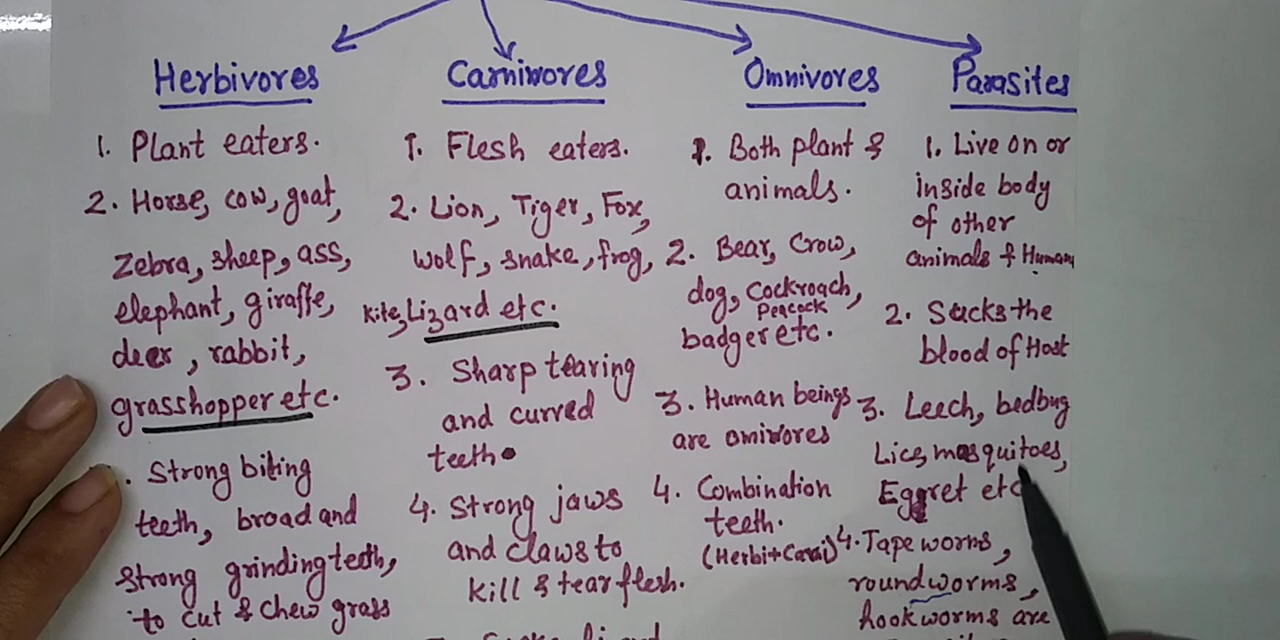 Herbivores
1. Plant eaters.
2. Horse, cow, goat,
Zebra, sheep, ass,
elephant, giraffe,
deer, rabbit,
grasshopper etc.
. Strong biting
teeth, broad and
strong grinding teeth,
to cut & chew grass
Carnivores
1. Flesh eaters.
2. Lion, Tiger, Fox,
wolf, snake, frog,
kite, Lizard etc.
3. Sharp tearing
and curved
teeth.
4. Strong jaws
and claws to
kill & tear flesh.
Omnivores
1. Both plant &
animals.
2. Bear, Crow,
dog, Cockroach,
Peacock
badger etc.
3. Human beings
are omivores
4. Combination
teeth.
(Herbi+Carni)
Parasites
1. Live on or
inside body
of other
animals & Human
2. Sucks the
blood of Host
3. Leech, bedbug
Lice, mosquitoes,
Egret etc
4. Tape worms,
roundworms,
hookworms are